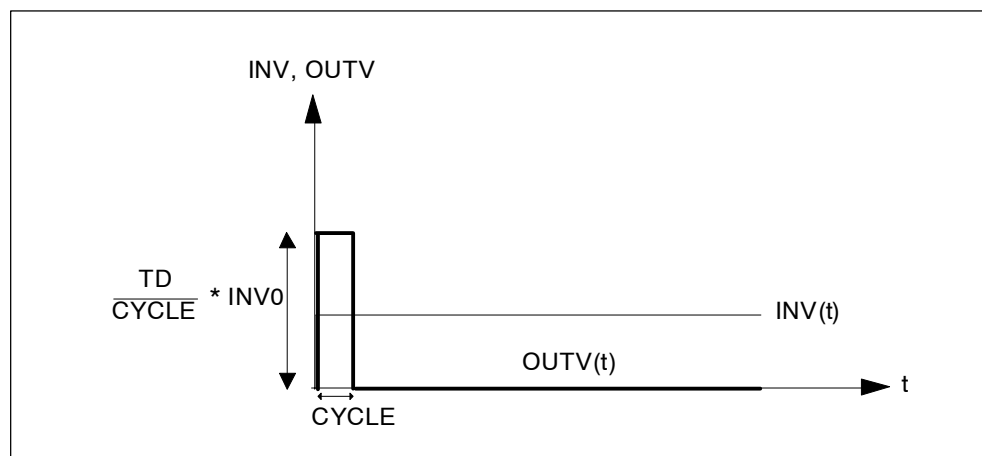 INV, OUTV
TD
CYCLE
* INV0
INV(t)
OUTV(t)
t
CYCLE